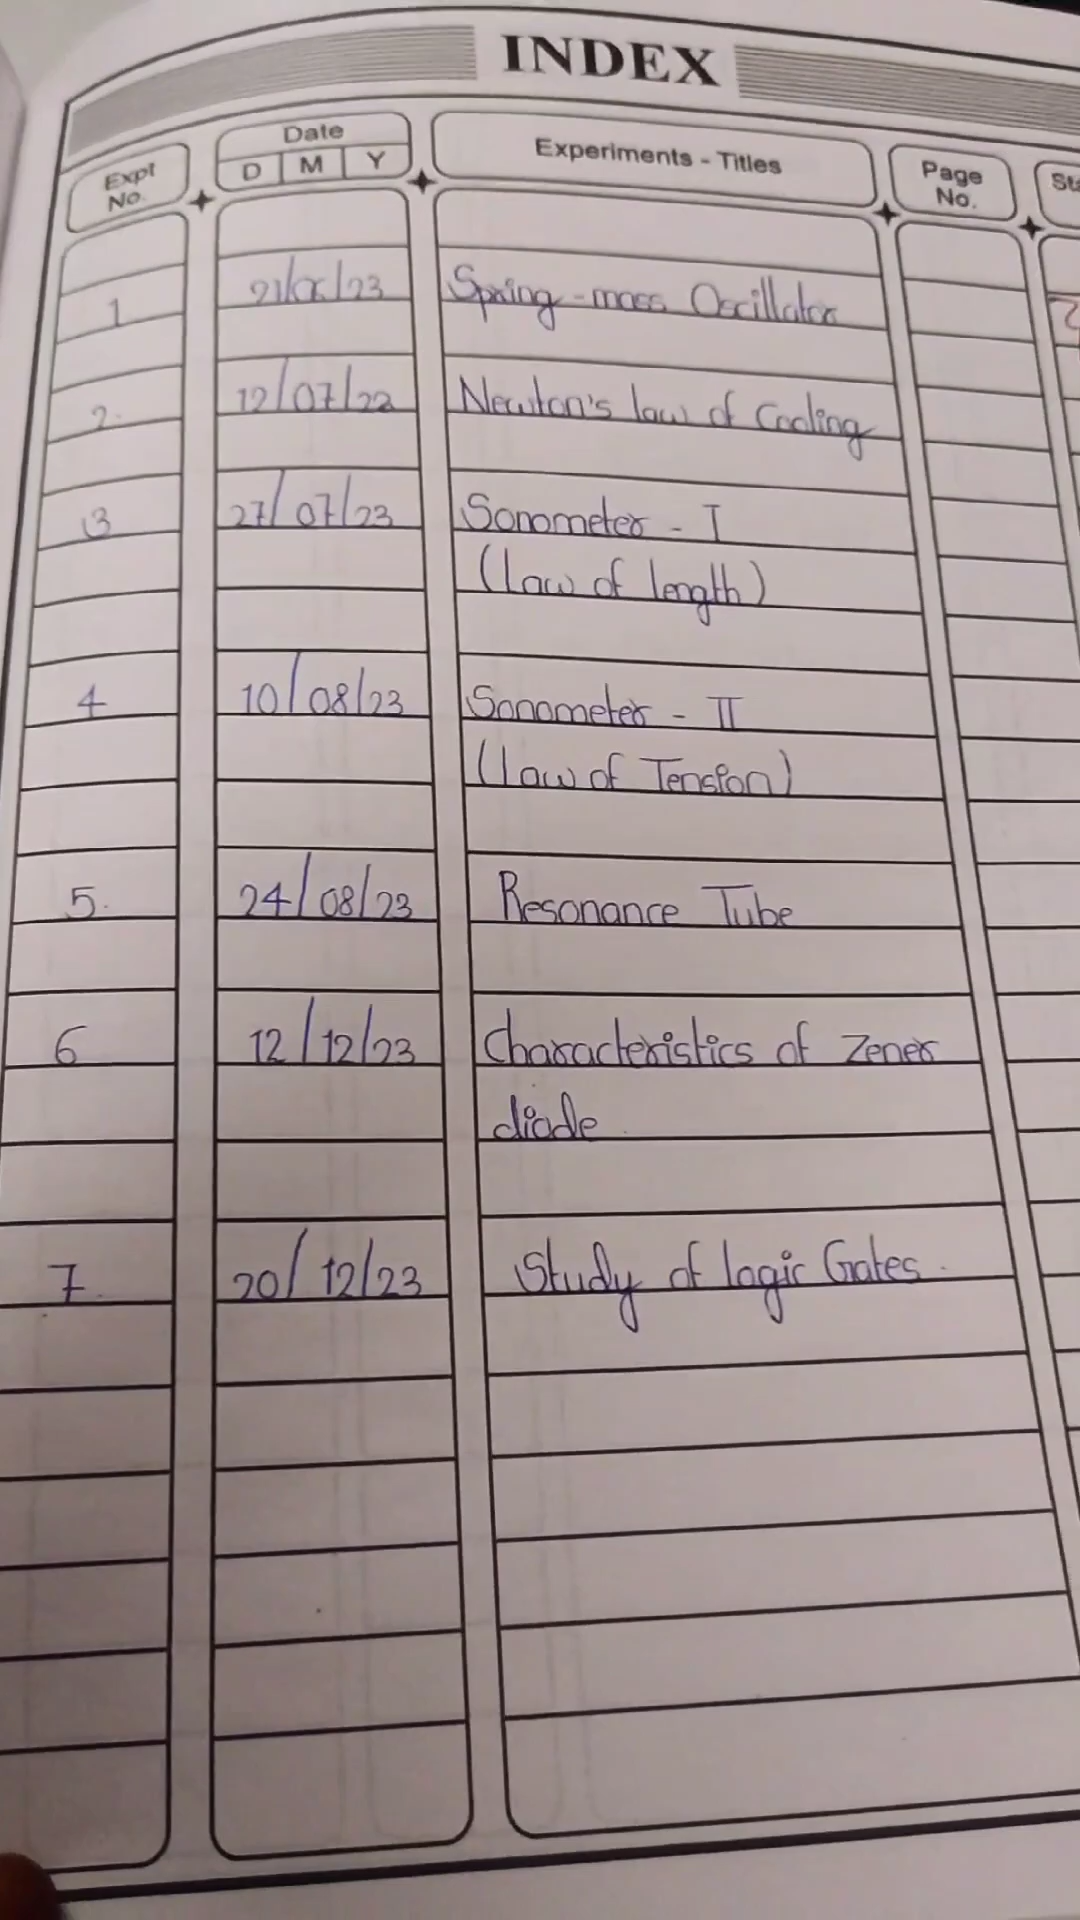 INDEX
Expt No.
Date
D M Y
Experiments - Titles
Page No.
1 23 Spring-mass Oscillator
2. 12/07/22 Newton's law of Cooling
3 27/07/23 Sonometer - I
(law of length)
4 10/08/23 Sonometer - II
(law of Tension)
5. 24/08/23 Resonance Tube
6 12/12/23 Characteristics of Zener
diode.
7. 20/12/23 Study of logic Gates.